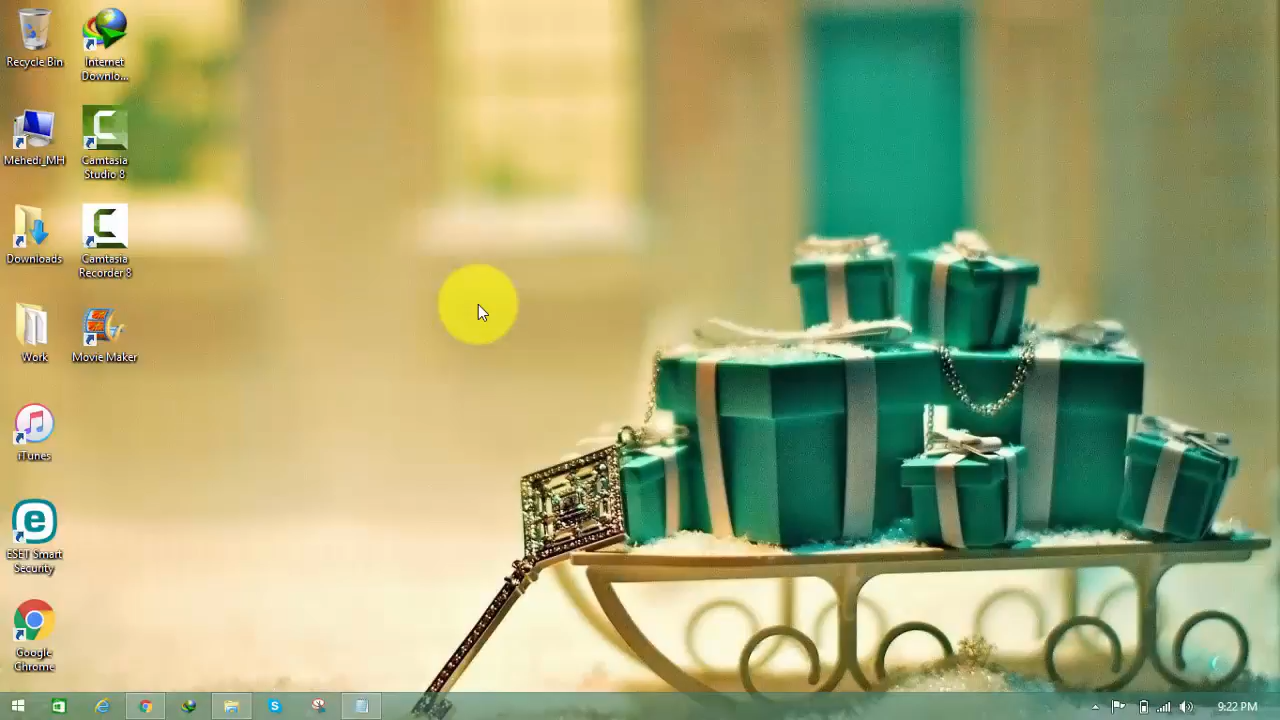 Recycle Bin
Internet
Downlo...
Mehedi_MH
Camtasia
Studio 8
Downloads
Camtasia
Recorder 8
Work
Movie Maker
iTunes
ESET Smart
Security
Google
Chrome
9:22 PM